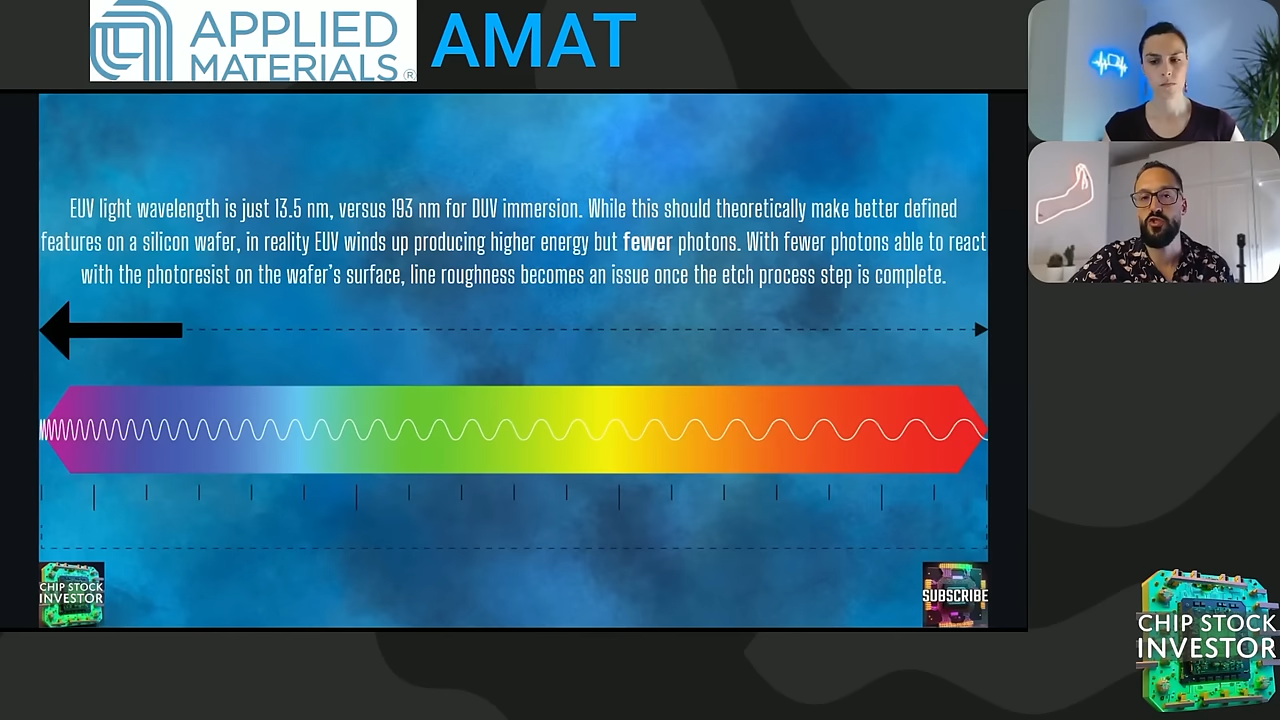 APPLIED
MATERIALS®
AMAT
EUV light wavelength is just 13.5 nm, versus 193 nm for DUV immersion. While this should theoretically make better defined
features on a silicon wafer, in reality EUV winds up producing higher energy but fewer photons. With fewer photons able to react
with the photoresist on the wafer's surface, line roughness becomes an issue once the etch process step is complete.
CHIP STOCK
INVESTOR
SUBSCRIBE
CHIP STOCK
INVESTOR